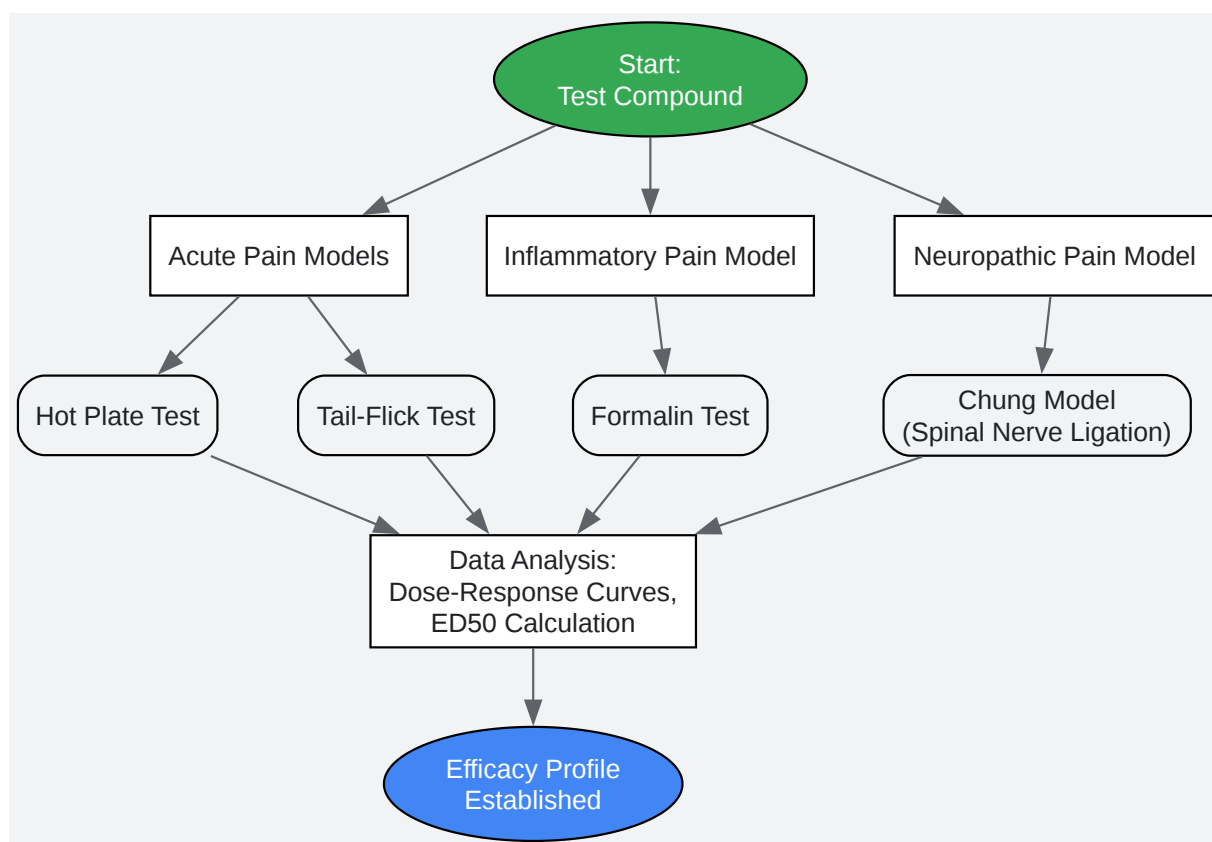 Start:
Test Compound
Acute Pain Models
Inflammatory Pain Model
Neuropathic Pain Model
Hot Plate Test
Tail-Flick Test
Formalin Test
Chung Model
(Spinal Nerve Ligation)
Data Analysis:
Dose-Response Curves,
ED50 Calculation
Efficacy Profile
Established